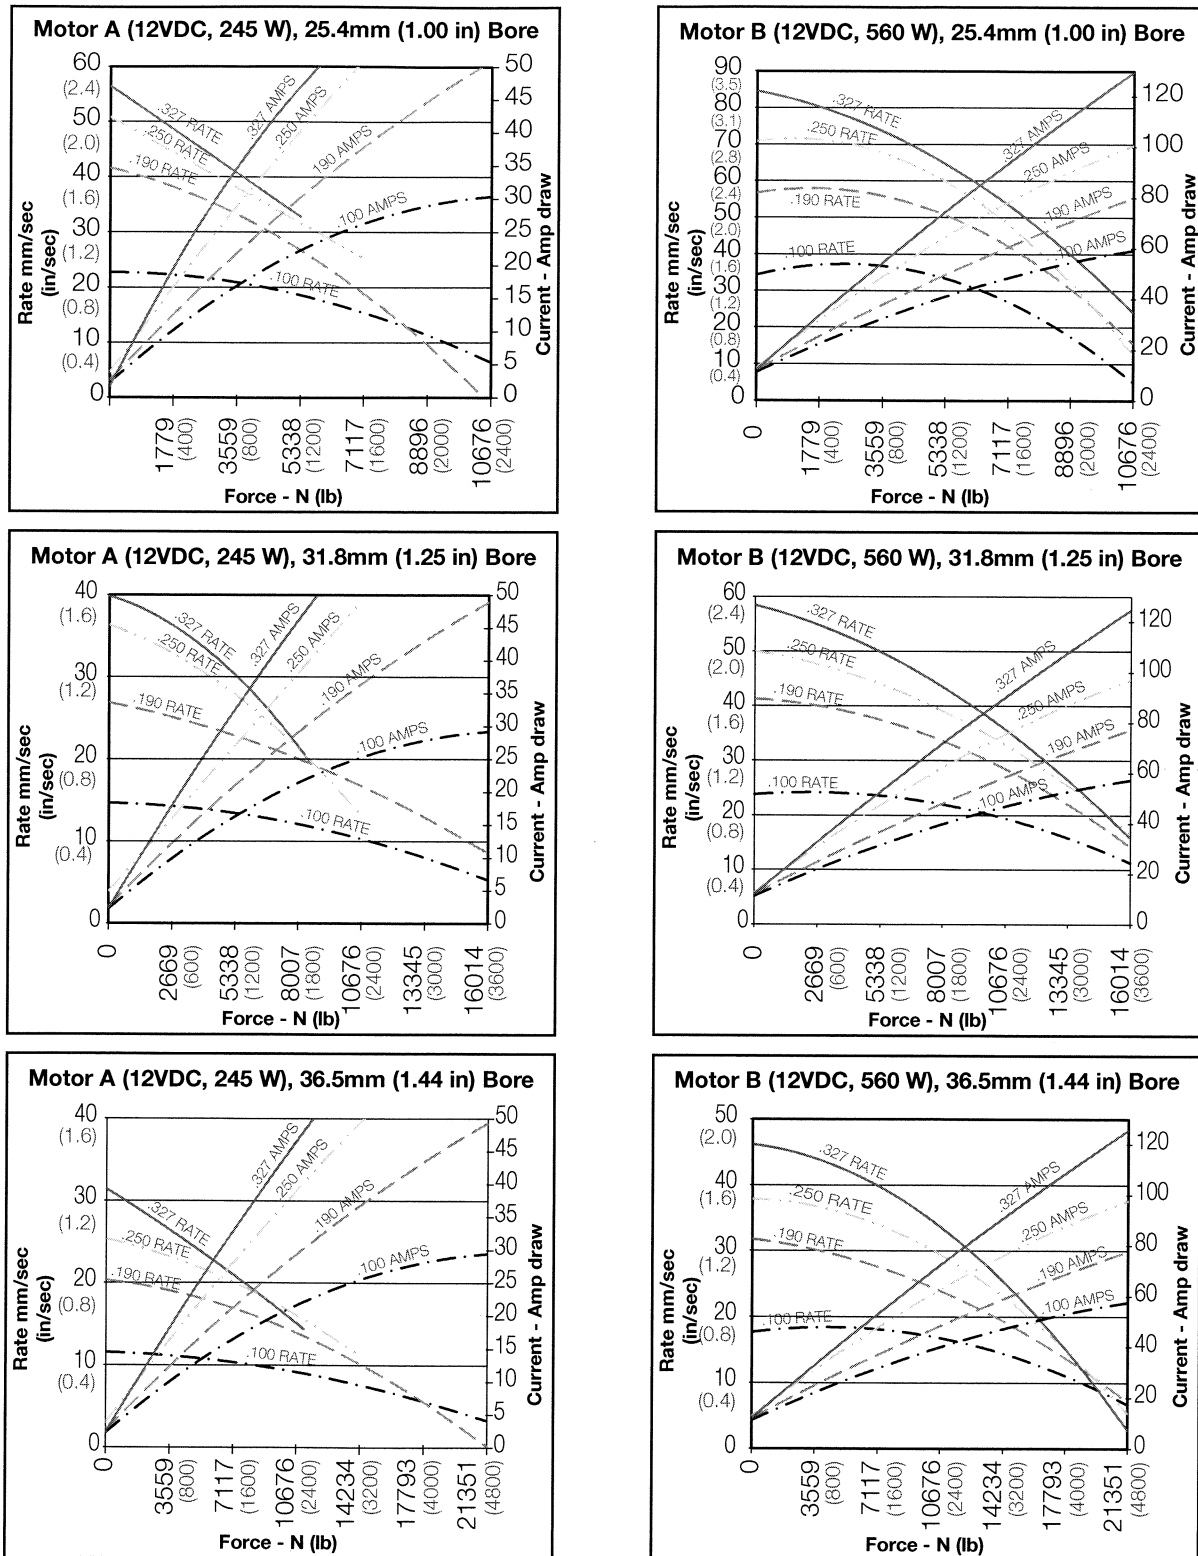 Motor A (12VDC, 245 W), 25.4mm (1.00 in) Bore
60
(2.4)
50
(2.0)
40
(1.6)
30
(1.2)
20
(0.8)
10
(0.4)
0
Rate mm/sec
(in/sec)
.327 RATE
.250 RATE
.190 RATE
.100 RATE
.327 AMPS
.250 AMPS
.190 AMPS
.100 AMPS
50
45
40
35
30
25
20
15
10
5
0
Current - Amp draw
1779 (400)
3559 (800)
5338 (1200)
7117 (1600)
8896 (2000)
10676 (2400)
Force - N (lb)
Motor B (12VDC, 560 W), 25.4mm (1.00 in) Bore
90
(3.5)
80
(3.1)
70
(2.8)
60
(2.4)
50
(2.0)
40
(1.6)
30
(1.2)
20
(0.8)
10
(0.4)
0
Rate mm/sec
(in/sec)
.327 RATE
.250 RATE
.190 RATE
.100 RATE
.327 AMPS
.250 AMPS
.190 AMPS
.100 AMPS
120
100
80
60
40
20
0
Current - Amp draw
0
1779 (400)
3559 (800)
5338 (1200)
7117 (1600)
8896 (2000)
10676 (2400)
Force - N (lb)
Motor A (12VDC, 245 W), 31.8mm (1.25 in) Bore
40
(1.6)
30
(1.2)
20
(0.8)
10
(0.4)
0
Rate mm/sec
(in/sec)
.327 RATE
.250 RATE
.190 RATE
.100 RATE
.327 AMPS
.250 AMPS
.190 AMPS
.100 AMPS
50
45
40
35
30
25
20
15
10
5
0
Current - Amp draw
0
2669 (600)
5338 (1200)
8007 (1800)
10676 (2400)
13345 (3000)
16014 (3600)
Force - N (lb)
Motor B (12VDC, 560 W), 31.8mm (1.25 in) Bore
60
(2.4)
50
(2.0)
40
(1.6)
30
(1.2)
20
(0.8)
10
(0.4)
0
Rate mm/sec
(in/sec)
.327 RATE
.250 RATE
.190 RATE
.100 RATE
.327 AMPS
.250 AMPS
.190 AMPS
.100 AMPS
120
100
80
60
40
20
0
Current - Amp draw
0
2669 (600)
5338 (1200)
8007 (1800)
10676 (2400)
13345 (3000)
16014 (3600)
Force - N (lb)
Motor A (12VDC, 245 W), 36.5mm (1.44 in) Bore
40
(1.6)
30
(1.2)
20
(0.8)
10
(0.4)
0
Rate mm/sec
(in/sec)
.327 RATE
.250 RATE
.190 RATE
.100 RATE
.327 AMPS
.250 AMPS
.190 AMPS
.100 AMPS
50
45
40
35
30
25
20
15
10
5
0
Current - Amp draw
0
3559 (800)
7117 (1600)
10676 (2400)
14234 (3200)
17793 (4000)
21351 (4800)
Force - N (lb)
Motor B (12VDC, 560 W), 36.5mm (1.44 in) Bore
50
(2.0)
40
(1.6)
30
(1.2)
20
(0.8)
10
(0.4)
0
Rate mm/sec
(in/sec)
.327 RATE
.250 RATE
.190 RATE
.100 RATE
.327 AMPS
.250 AMPS
.190 AMPS
.100 AMPS
120
100
80
60
40
20
0
Current - Amp draw
0
3559 (800)
7117 (1600)
10676 (2400)
14234 (3200)
17793 (4000)
21351 (4800)
Force - N (lb)